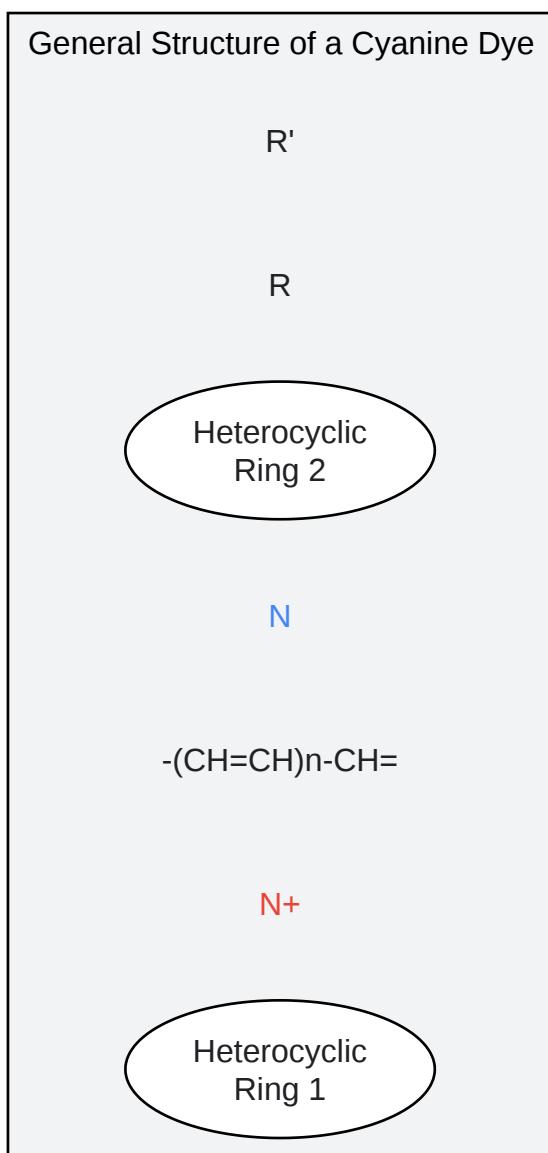 General Structure of a Cyanine Dye
R'
R
Heterocyclic
Ring 2
N
-(CH=CH)n-CH=
N+
Heterocyclic
Ring 1